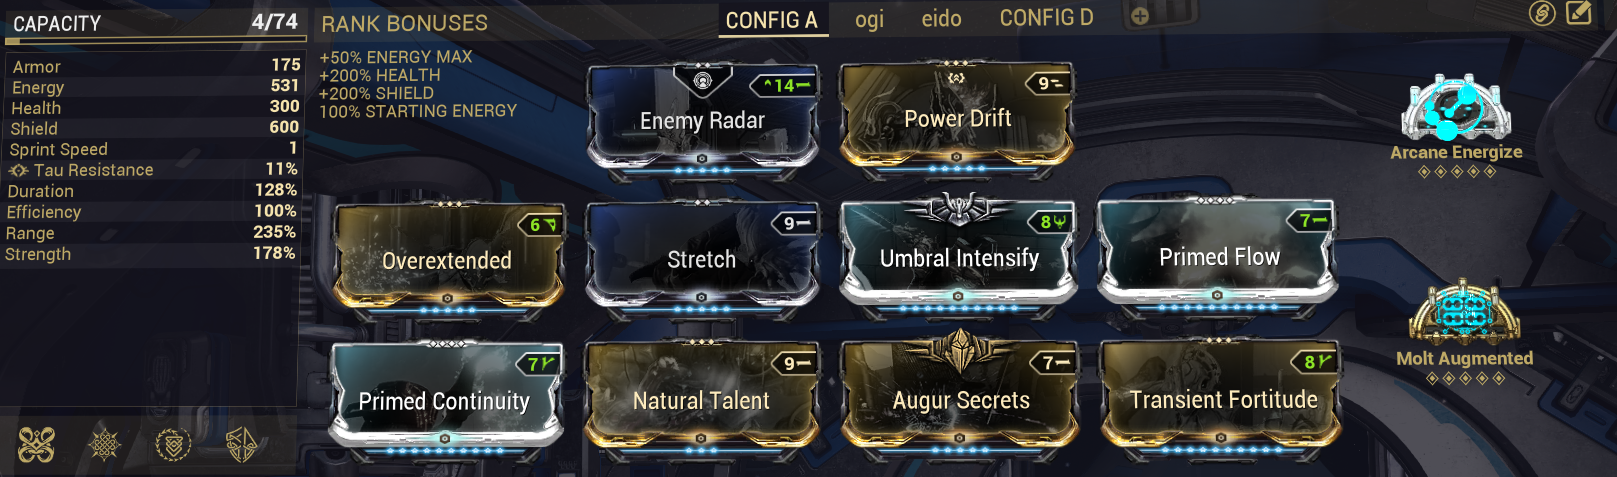 CAPACITY 4/74
Armor 175
Energy 531
Health 300
Shield 600
Sprint Speed 1
Tau Resistance 11%
Duration 128%
Efficiency 100%
Range 235%
Strength 178%
RANK BONUSES
+50% ENERGY MAX
+200% HEALTH
+200% SHIELD
100% STARTING ENERGY
CONFIG A ogi eido CONFIG D
14
Enemy Radar
9
Power Drift
6
Overextended
9
Stretch
8
Umbral Intensify
7
Primed Flow
7
Primed Continuity
9
Natural Talent
7
Augur Secrets
8
Transient Fortitude
Arcane Energize
Molt Augmented